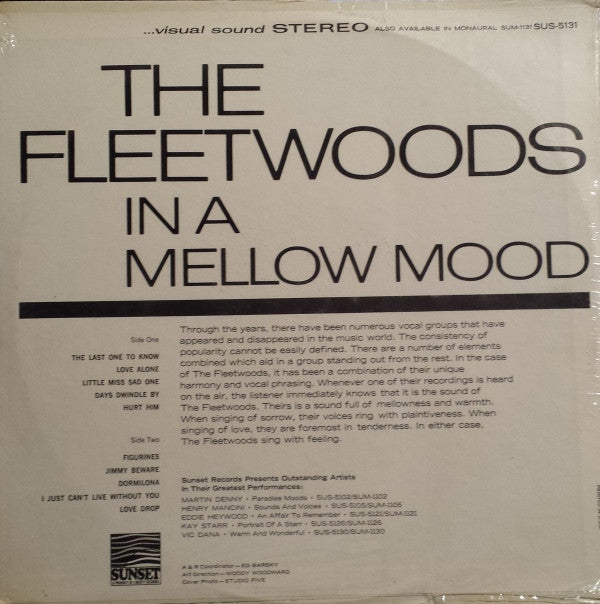 ...visual sound STEREO ALSO AVAILABLE IN MONAURAL SUM-1131 SUS-5131
THE
FLEETWOODS
IN A
MELLOW MOOD
Side One
THE LAST ONE TO KNOW
LOVE ALONE
LITTLE MISS SAD ONE
DAYS DWINDLE BY
HURT HIM
Side Two
FIGURINES
JIMMY BEWARE
DORMILONA
I JUST CAN'T LIVE WITHOUT YOU
LOVE DROP
Through the years, there have been numerous vocal groups that have
appeared and disappeared in the music world. The consistency of
popularity cannot be easily defined. There are a number of elements
combined which aid in a group standing out from the rest. In the case
of The Fleetwoods, it has been a combination of their unique
harmony and vocal phrasing. Whenever one of their recordings is heard
on the air, the listener immediately knows that it is the sound of
The Fleetwoods. Theirs is a sound full of mellowness and warmth.
When singing of sorrow, their voices ring with plaintiveness. When
singing of love, they are foremost in tenderness. In either case,
The Fleetwoods sing with feeling.
Sunset Records Presents Outstanding Artists
In Their Greatest Performances:
MARTIN DENNY • Paradise Moods • SUS-5102/SUM-1102
HENRY MANCINI • Sounds And Voices • SUS-5105/SUM-1105
EDDIE HEYWOOD • An Affair To Remember • SUS-5121/SUM-1121
KAY STARR • Portrait Of A Starr • SUS-5126/SUM-1126
VIC DANA • Warm And Wonderful • SUS-5130/SUM-1130
A & R Coordinator—ED BARSKY
Art Direction—WOODY WOODWARD
Cover Photo—STUDIO FIVE
SUNSET